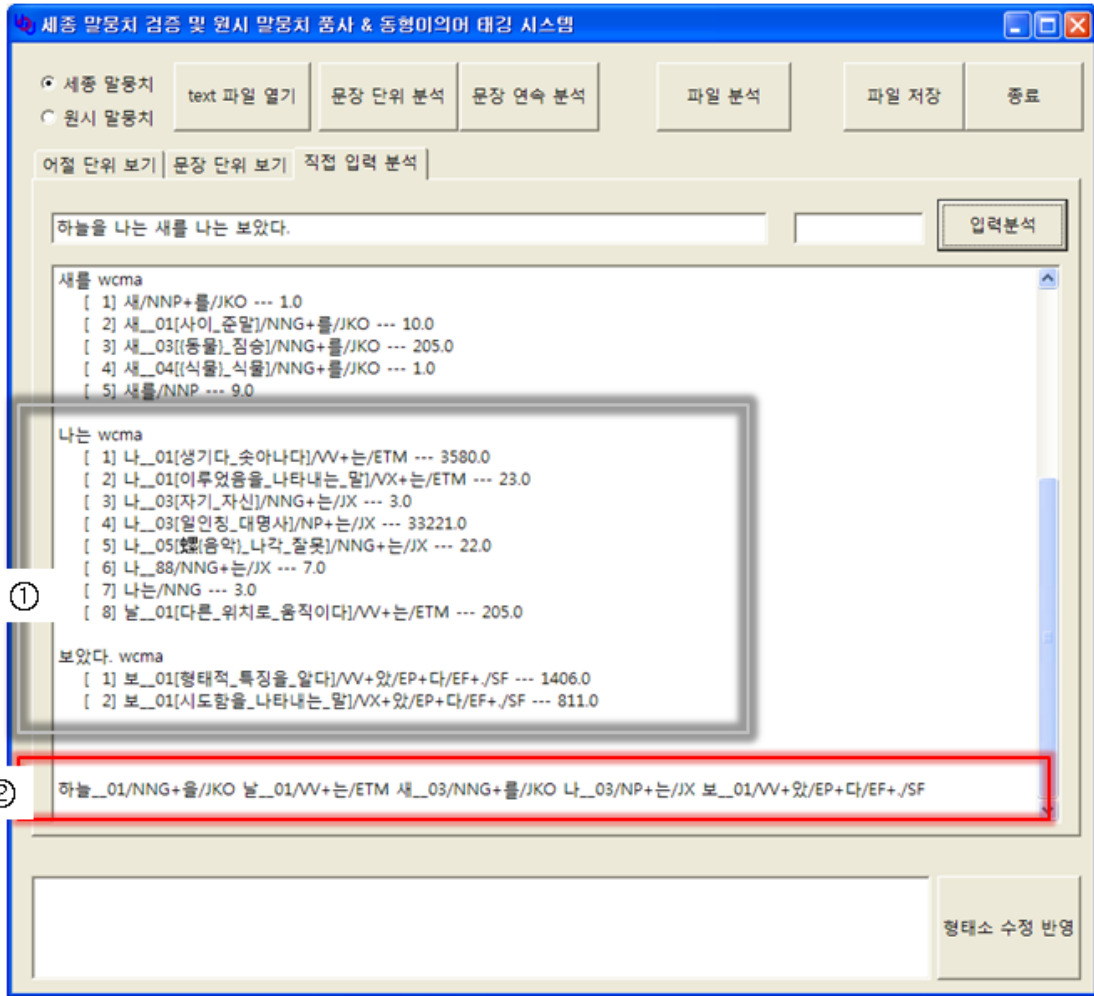 세종 말뭉치 검증 및 원시 말뭉치 품사 & 동형이의어 태깅 시스템
세종 말뭉치
원시 말뭉치
text 파일 열기
문장 단위 분석
문장 연속 분석
파일 분석
파일 저장
종료
어절 단위 보기
문장 단위 보기
직접 입력 분석
하늘을 나는 새를 나는 보았다.
입력분석
새를 wcma
[ 1] 새/NNP+를/JKO --- 1.0
[ 2] 새__01[사이_준말]/NNG+를/JKO --- 10.0
[ 3] 새__03[{동물}_짐승]/NNG+를/JKO --- 205.0
[ 4] 새__04[{식물}_식물]/NNG+를/JKO --- 1.0
[ 5] 새를/NNP --- 9.0
나는 wcma
[ 1] 나__01[생기다_솟아나다]/VV+는/ETM --- 3580.0
[ 2] 나__01[이루었음을_나타내는_말]/VX+는/ETM --- 23.0
[ 3] 나__03[자기_자신]/NNG+는/JX --- 3.0
[ 4] 나__03[일인칭_대명사]/NP+는/JX --- 33221.0
[ 5] 나__05[螺{음악}_나각_잘못]/NNG+는/JX --- 22.0
[ 6] 나__88/NNG+는/JX --- 7.0
[ 7] 나는/NNG --- 3.0
[ 8] 날__01[다른_위치로_움직이다]/VV+는/ETM --- 205.0
①
보았다. wcma
[ 1] 보__01[형태적_특징을_알다]/VV+았/EP+다/EF+./SF --- 1406.0
[ 2] 보__01[시도함을_나타내는_말]/VX+았/EP+다/EF+./SF --- 811.0
②
하늘__01/NNG+을/JKO 날__01/VV+는/ETM 새__03/NNG+를/JKO 나__03/NP+는/JX 보__01/VV+았/EP+다/EF+./SF
형태소 수정 반영